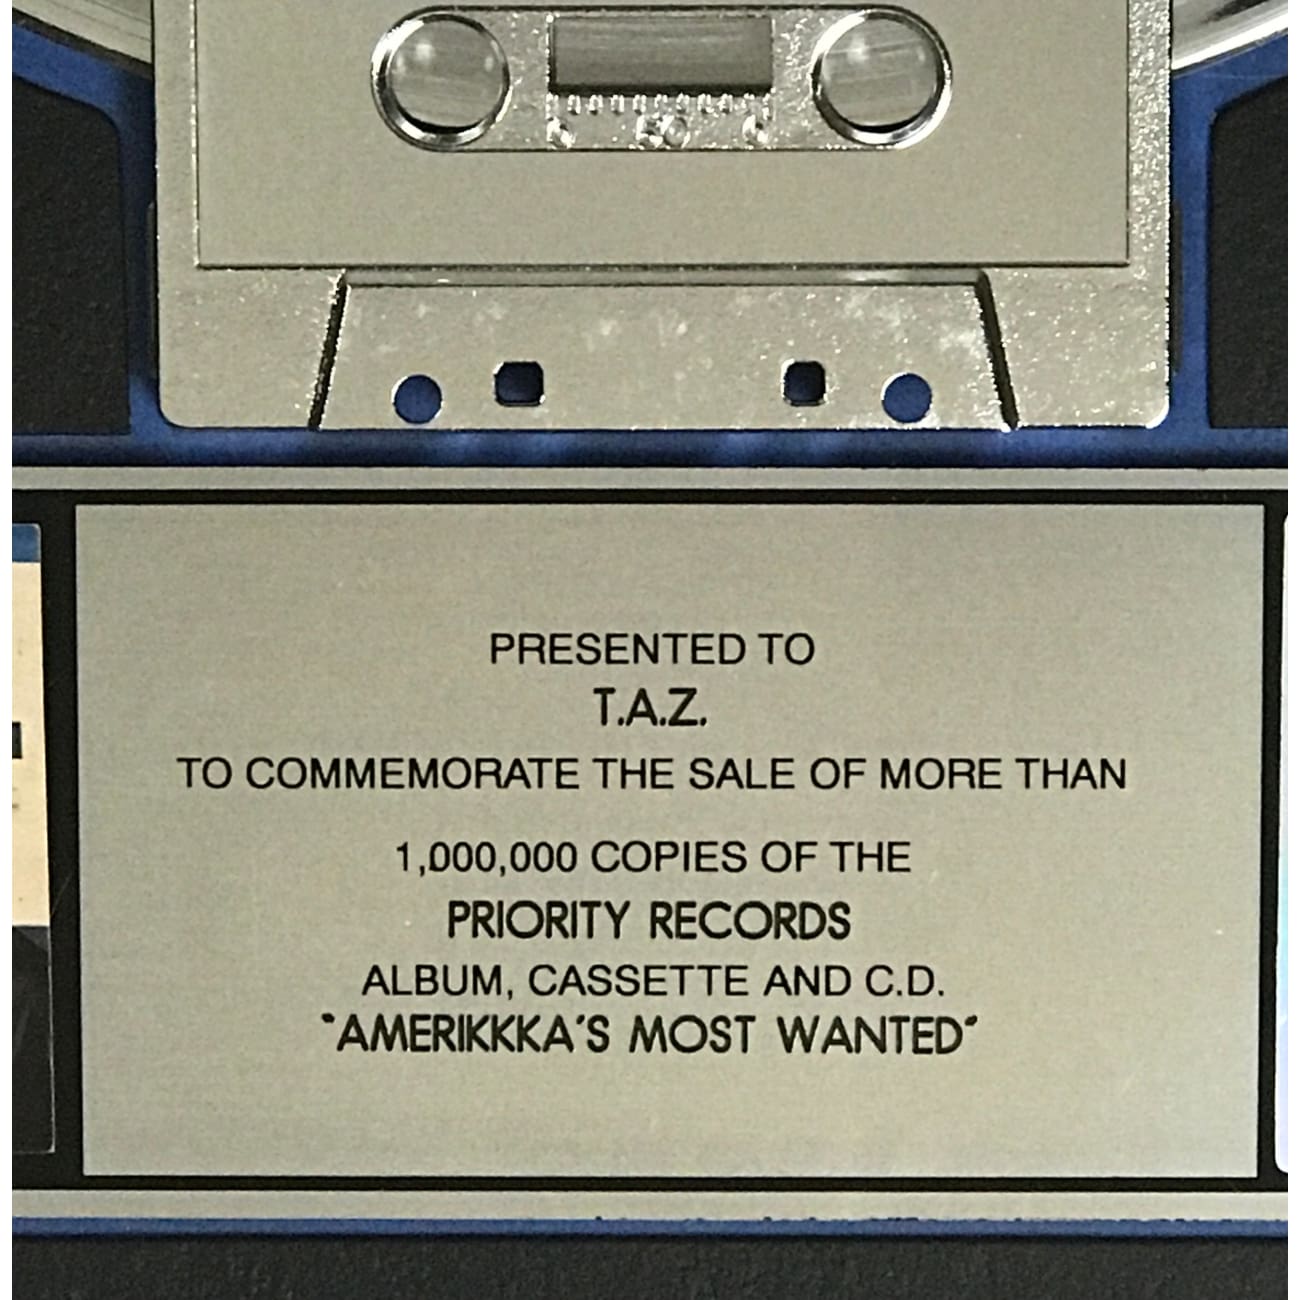 PRESENTED TO
T.A.Z.
TO COMMEMORATE THE SALE OF MORE THAN
1,000,000 COPIES OF THE
PRIORITY RECORDS
ALBUM, CASSETTE AND C.D.
"AMERIKKKA'S MOST WANTED"